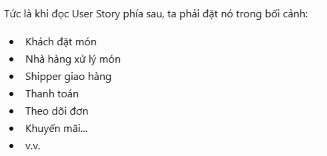 Tức là khi đọc User Story phía sau, ta phải đặt nó trong bối cảnh:
• Khách đặt món
• Nhà hàng xử lý món
• Shipper giao hàng
• Thanh toán
• Theo dõi đơn
• Khuyến mãi...
• v.v.